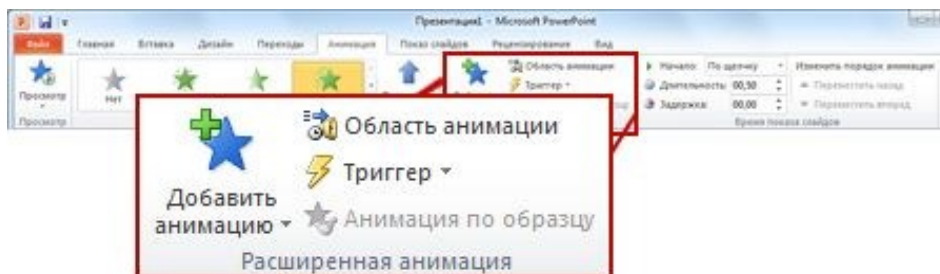 Презентация1 - Microsoft PowerPoint
Файл Главная Вставка Дизайн Переходы Анимация Показ слайдов Рецензирование Вид
Просмотр
Нет
Область анимации
Триггер
Начало: По щелчку
Длительность: 00,50
Задержка: 00,00
Изменить порядок анимации
Переместить назад
Переместить вперед
Просмотр
Время показа слайдов
Добавить анимацию
Область анимации
Триггер
Анимация по образцу
Расширенная анимация